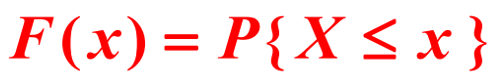 F(x) = P{X ≤ x}